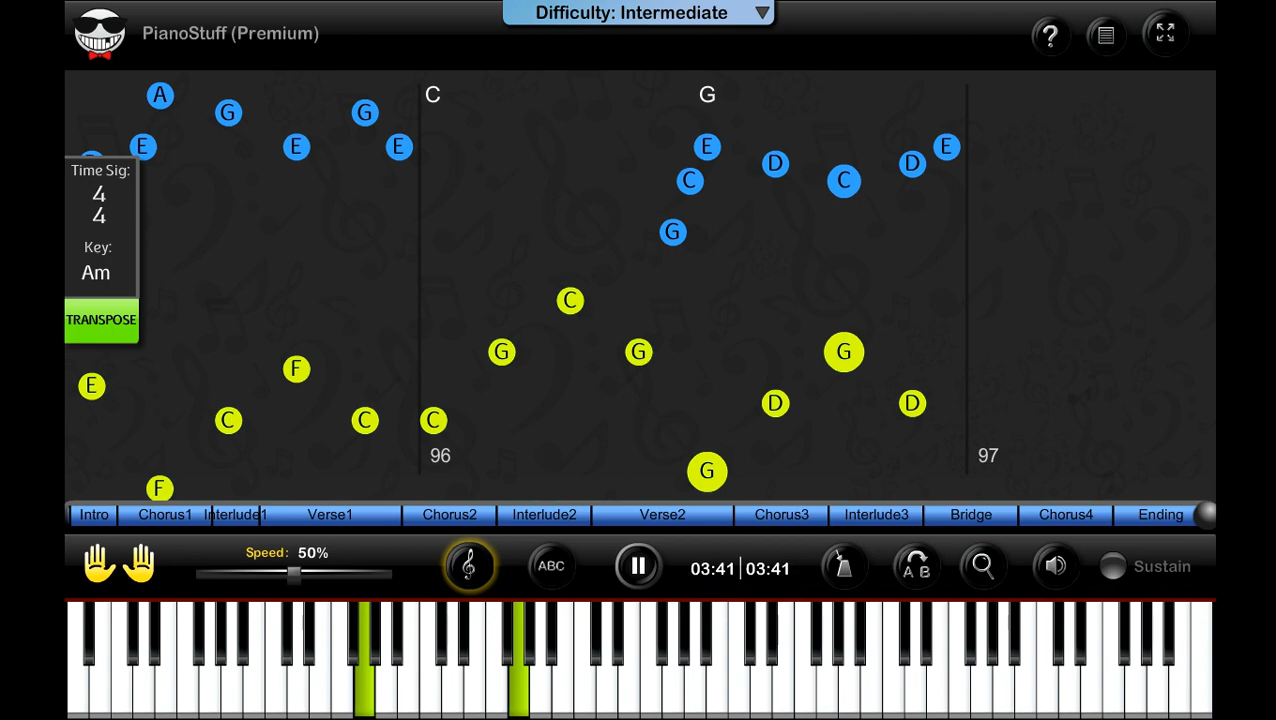 Difficulty: Intermediate
PianoStuff (Premium)
?
C G
A
G G
E E E E D D C D E
C
G
Time Sig:
4
4
Key:
Am
TRANSPOSE
C
G G G
E F
C C C D D
96 97
G
F
Intro Chorus1 Interlude1 Verse1 Chorus2 Interlude2 Verse2 Chorus3 Interlude3 Bridge Chorus4 Ending
Speed: 50%
ABC
03:41 | 03:41
A B
Sustain